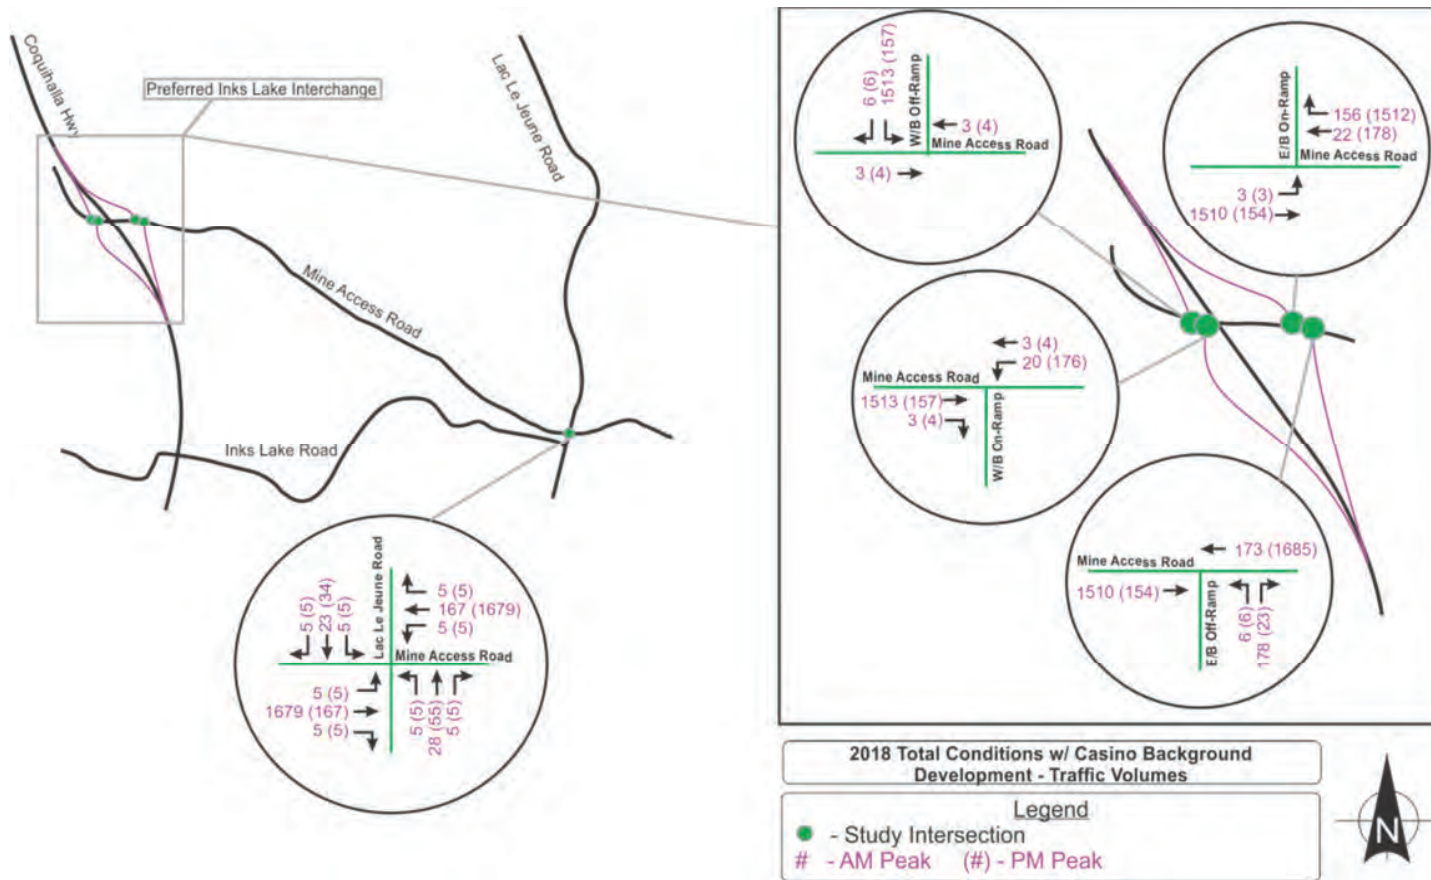 Coquihalla Hwy
Preferred Inks Lake Interchange
Lac Le Jeune Road
Mine Access Road
Inks Lake Road
Lac Le Jeune Road
5 (5)
23 (34)
5 (5)
5 (5)
167 (1679)
5 (5)
Mine Access Road
5 (5)
1679 (167)
5 (5)
5 (5)
28 (55)
5 (5)
6 (6)
1513 (157)
W/B Off-Ramp
3 (4)
Mine Access Road
3 (4)
E/B On-Ramp
156 (1512)
22 (178)
Mine Access Road
3 (3)
1510 (154)
3 (4)
20 (176)
Mine Access Road
1513 (157)
3 (4)
W/B On-Ramp
173 (1685)
Mine Access Road
1510 (154)
E/B Off-Ramp
6 (6)
178 (23)
2018 Total Conditions w/ Casino Background
Development - Traffic Volumes
Legend
- Study Intersection
# - AM Peak (#) - PM Peak
N